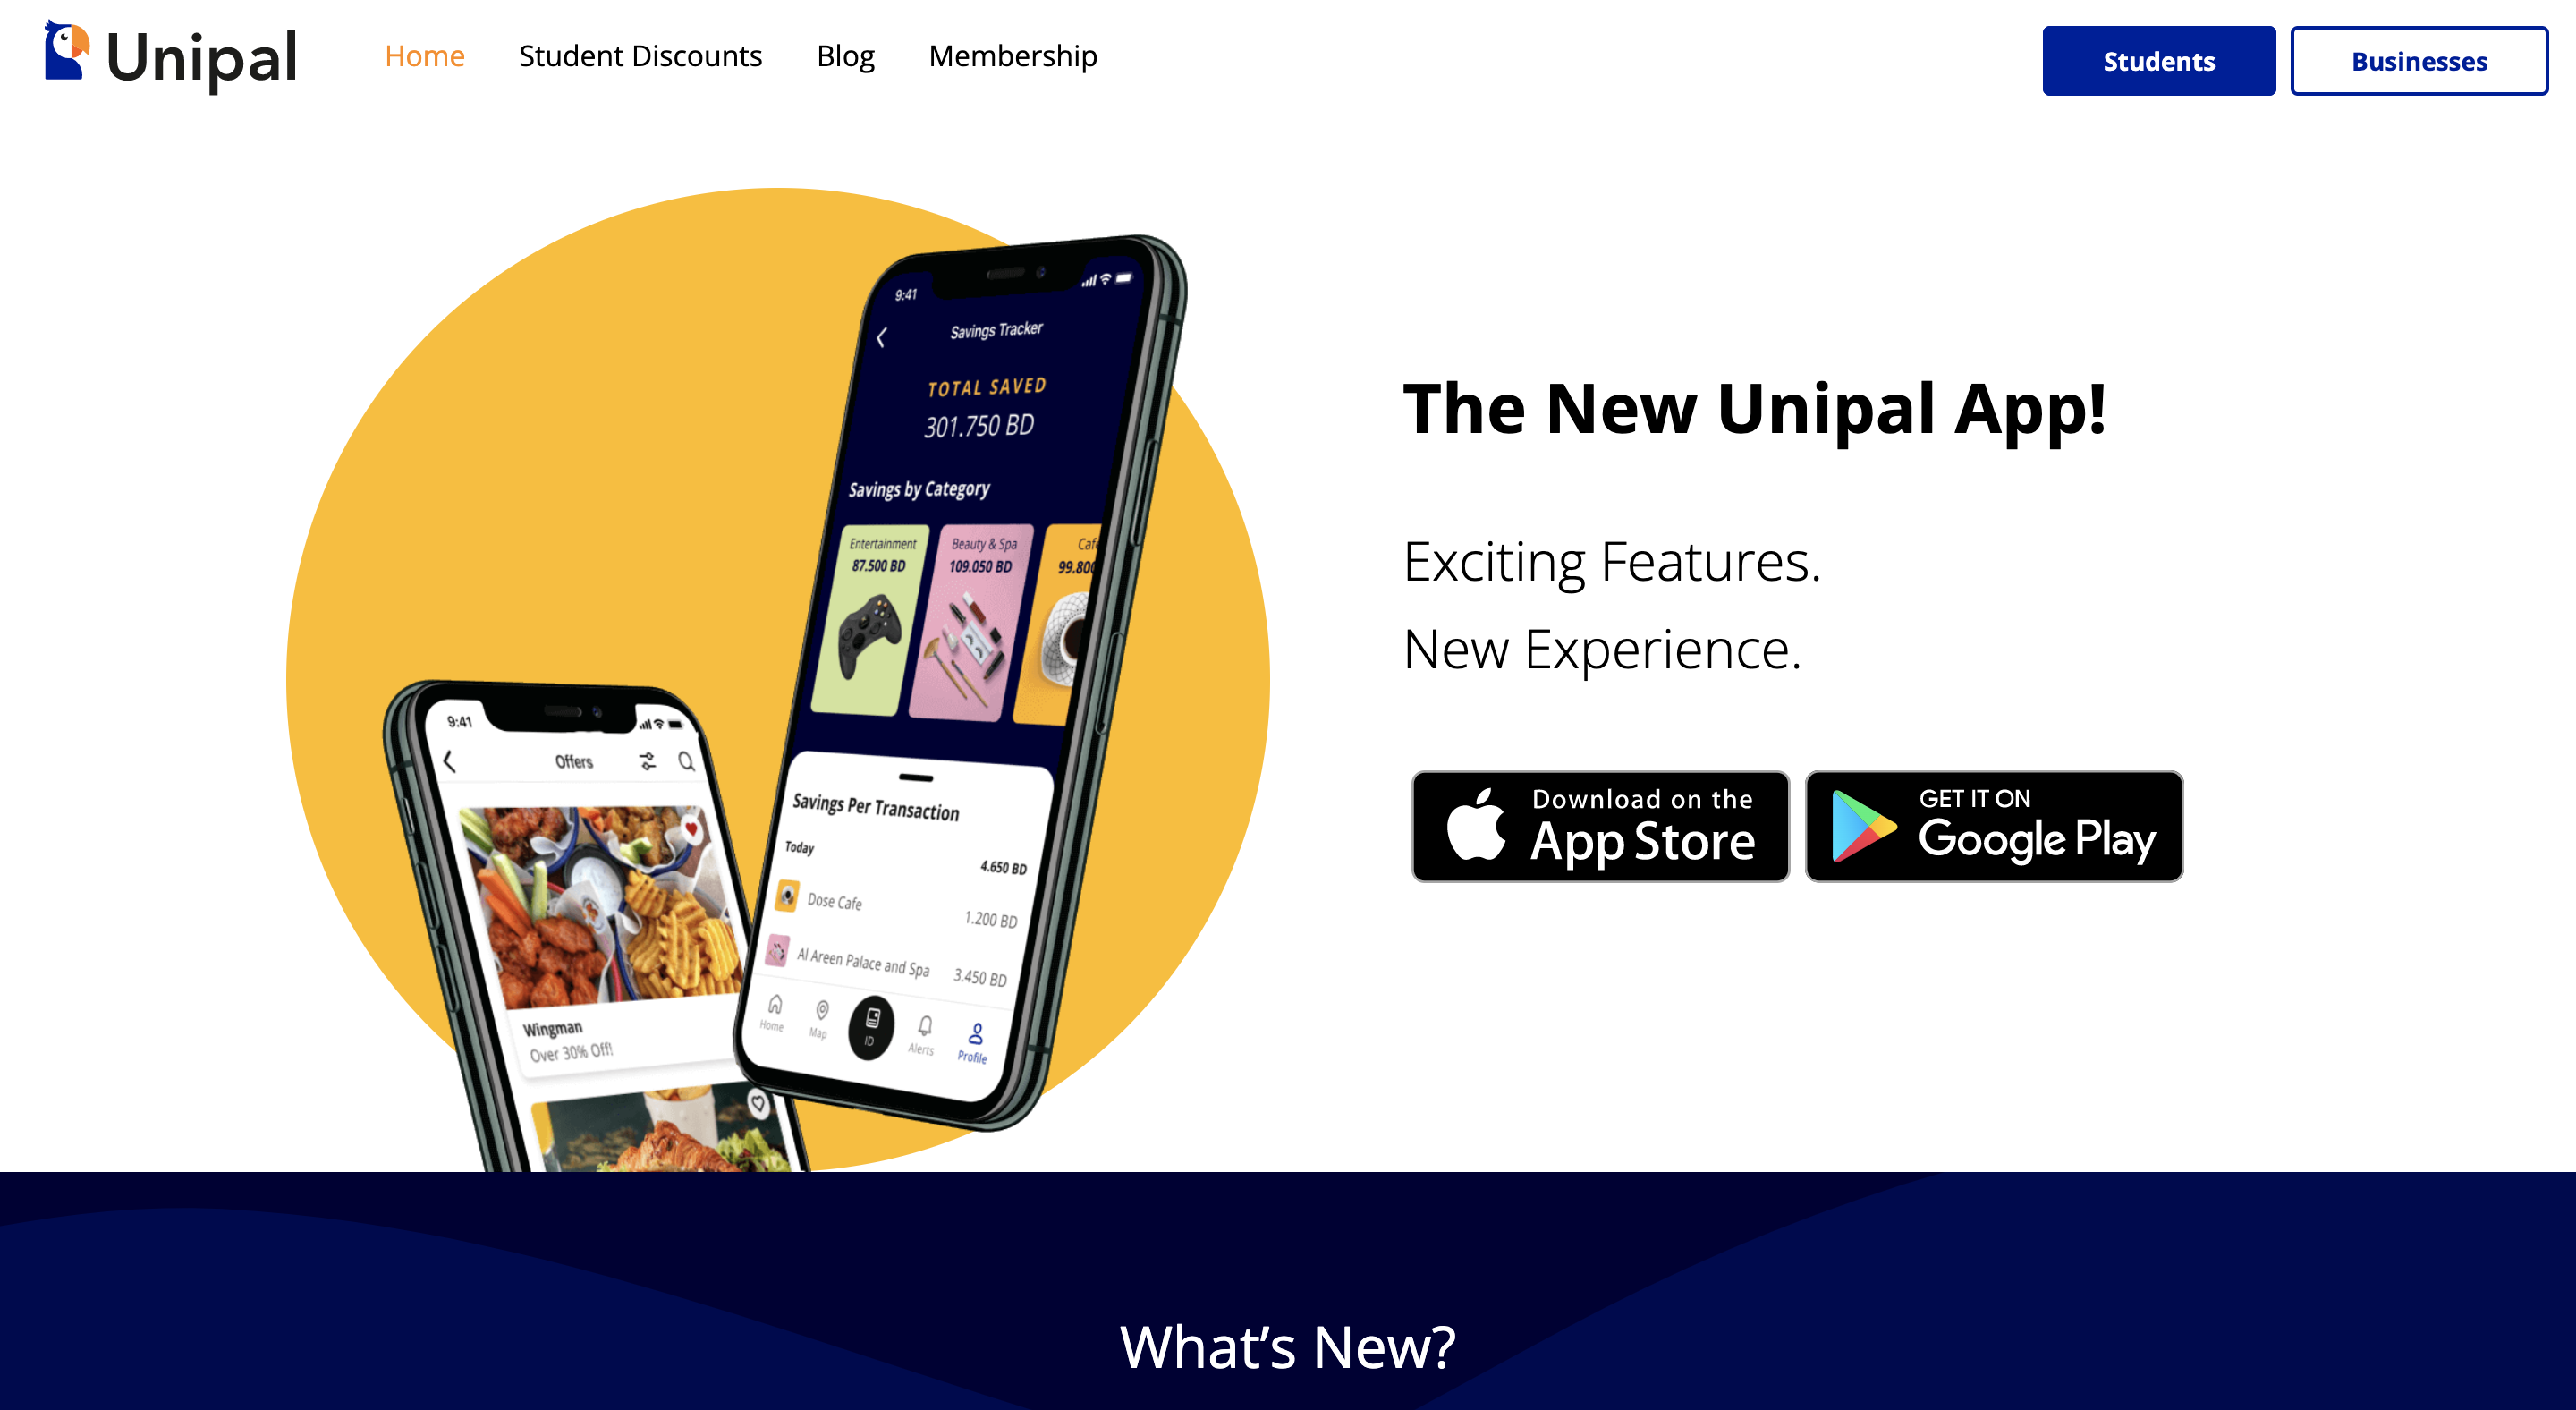 Unipal
Home
Student Discounts
Blog
Membership
Students
Businesses
9:41
Savings Tracker
TOTAL SAVED
301.750 BD
Savings by Category
Entertainment
87.500 BD
Beauty & Spa
109.050 BD
Caf
99.800
Savings Per Transaction
Today
4.650 BD
Dose Cafe
1.200 BD
Al Areen Palace and Spa
3.450 BD
Home
Map
ID
Alerts
Profile
9:41
Offers
Wingman
Over 30% Off!
The New Unipal App!
Exciting Features.
New Experience.
Download on the
App Store
GET IT ON
Google Play
What’s New?